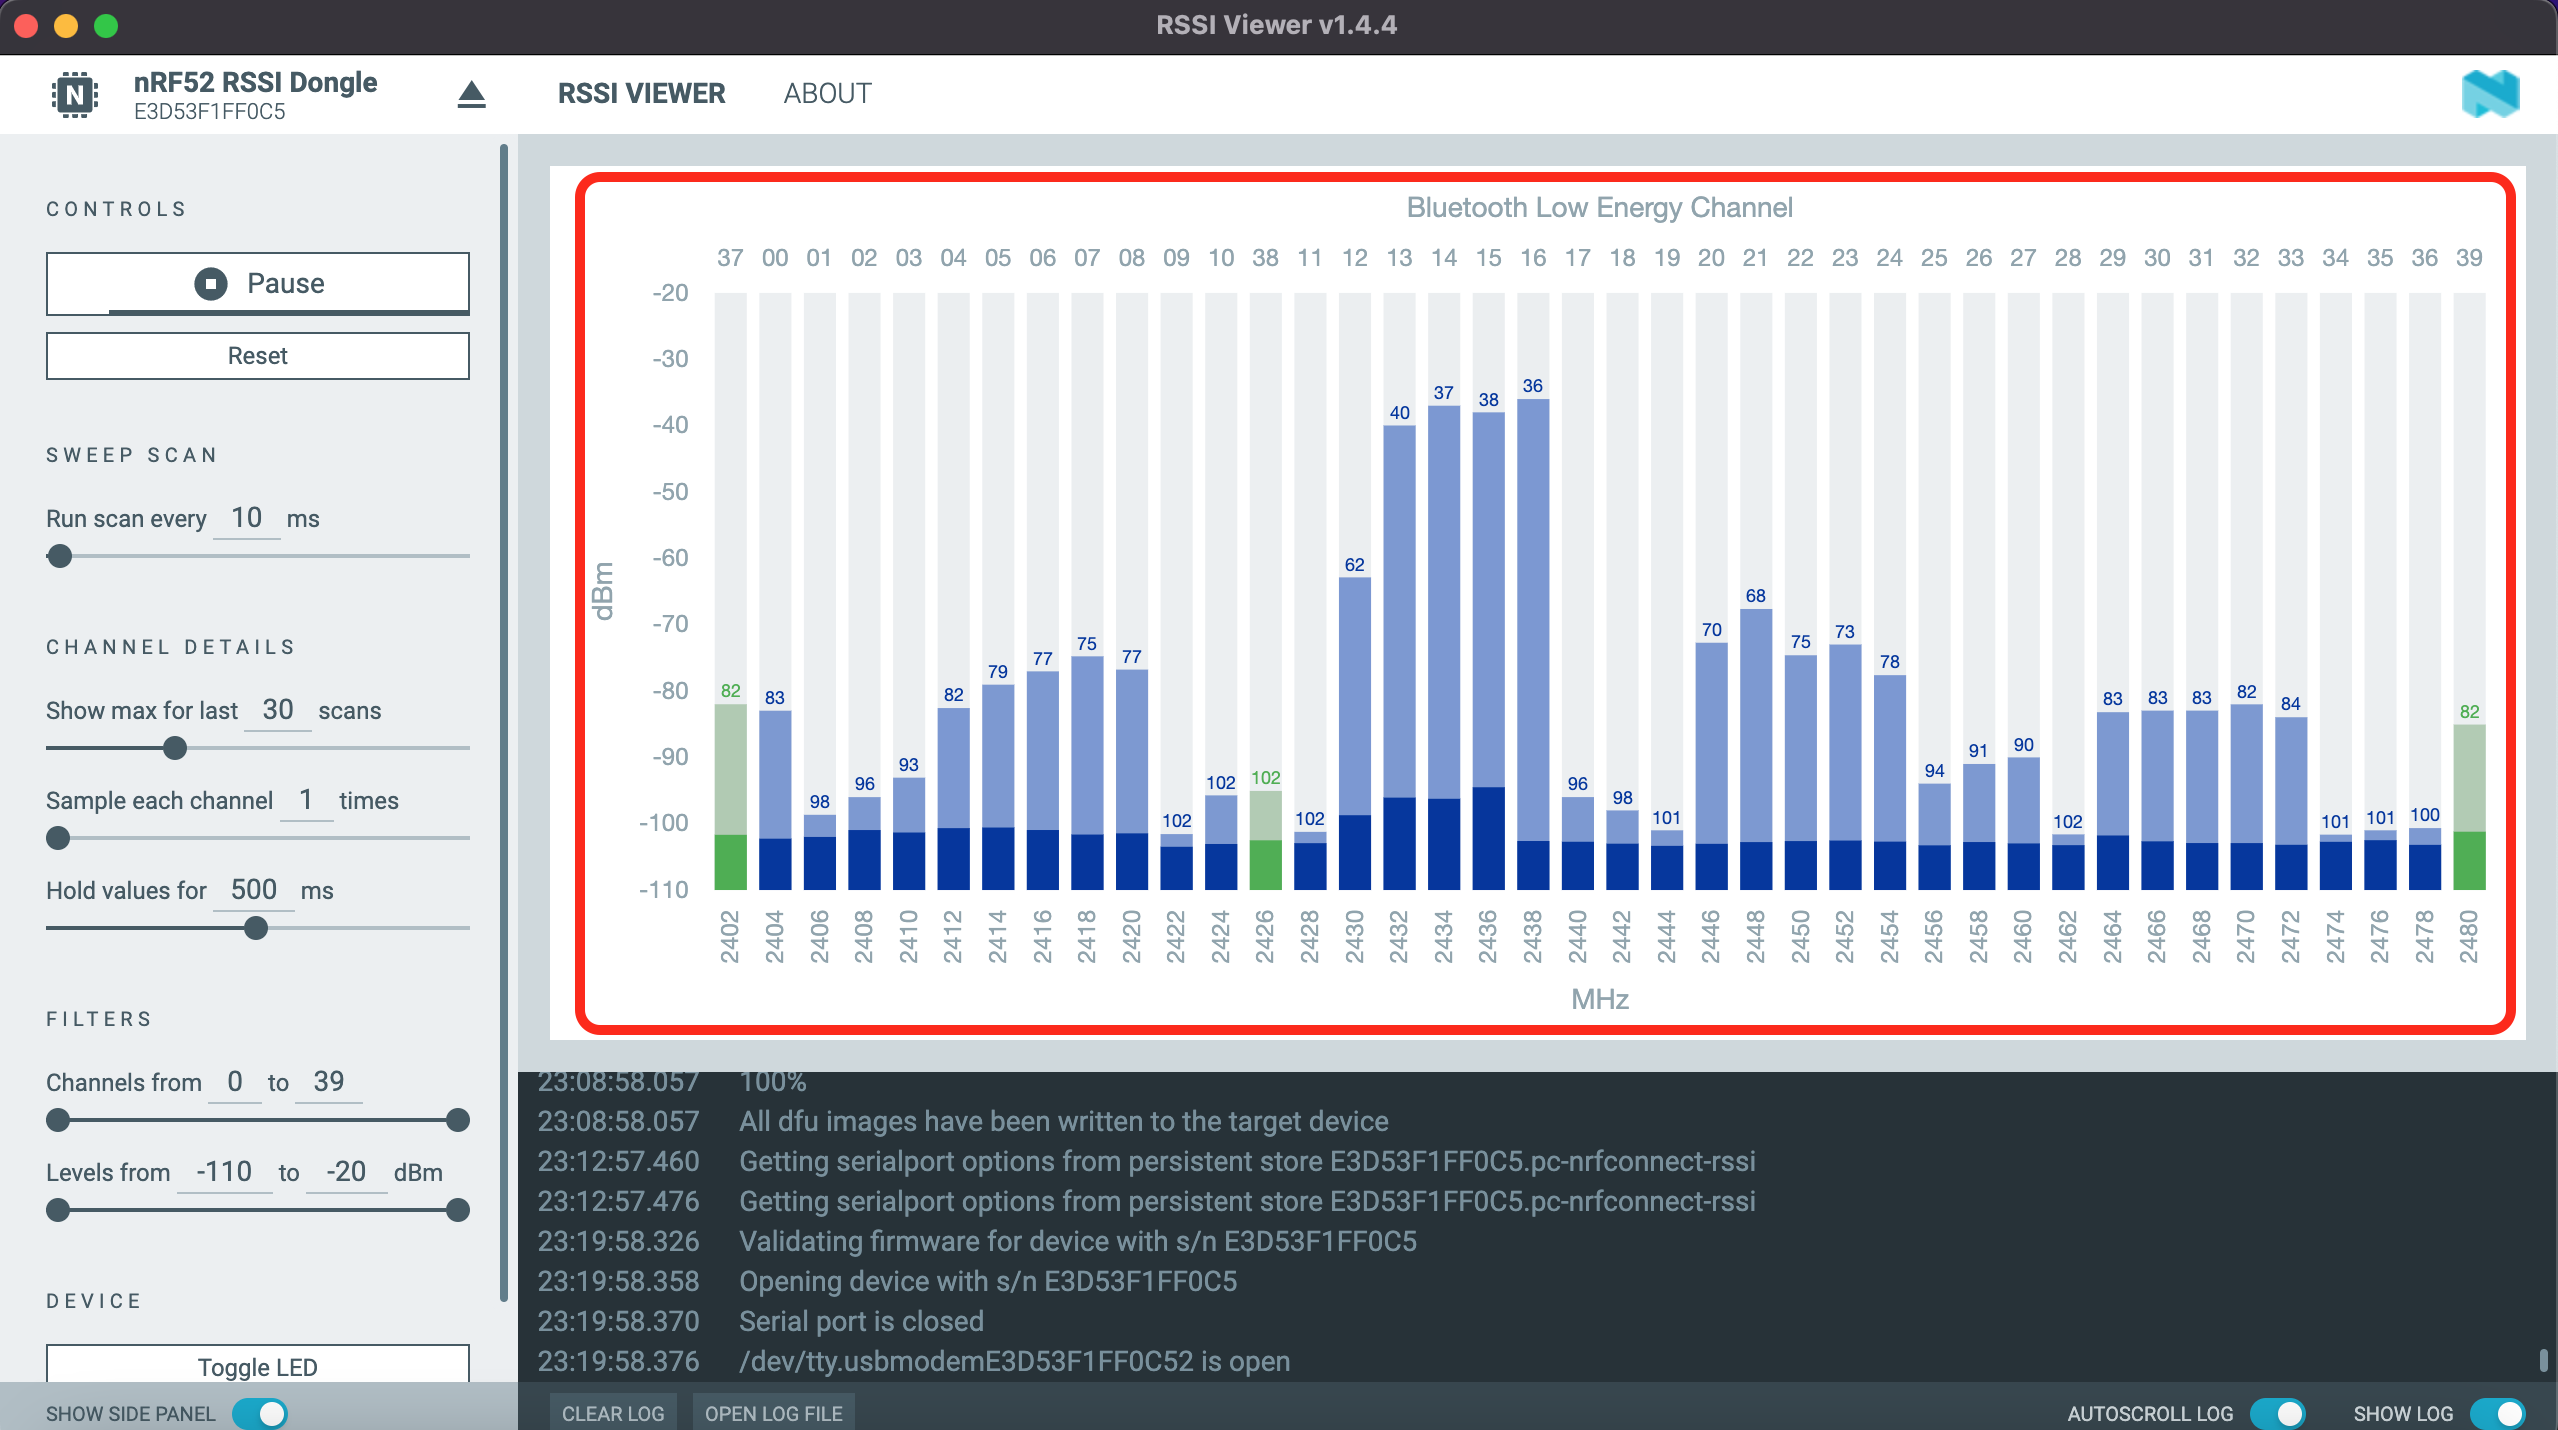 RSSI Viewer v1.4.4
nRF52 RSSI Dongle
E3D53F1FF0C5
RSSI VIEWER
ABOUT
CONTROLS
Pause
Reset
SWEEP SCAN
Run scan every 10 ms
CHANNEL DETAILS
Show max for last 30 scans
Sample each channel 1 times
Hold values for 500 ms
FILTERS
Channels from 0 to 39
Levels from -110 to -20 dBm
DEVICE
Toggle LED
SHOW SIDE PANEL
Bluetooth Low Energy Channel
37 00 01 02 03 04 05 06 07 08 09 10 38 11 12 13 14 15 16 17 18 19 20 21 22 23 24 25 26 27 28 29 30 31 32 33 34 35 36 39
-20
-30
-40
-50
-60
-70
-80
-90
-100
-110
dBm
82 83 98 96 93 82 79 77 75 77 102 102 102 102 62 40 37 38 36 96 98 101 70 68 75 73 78 94 91 90 102 83 83 83 82 84 101 101 100 82
2402 2404 2406 2408 2410 2412 2414 2416 2418 2420 2422 2424 2426 2428 2430 2432 2434 2436 2438 2440 2442 2444 2446 2448 2450 2452 2454 2456 2458 2460 2462 2464 2466 2468 2470 2472 2474 2476 2478 2480
MHz
23:08:58.057 100%
23:08:58.057 All dfu images have been written to the target device
23:12:57.460 Getting serialport options from persistent store E3D53F1FF0C5.pc-nrfconnect-rssi
23:12:57.476 Getting serialport options from persistent store E3D53F1FF0C5.pc-nrfconnect-rssi
23:19:58.326 Validating firmware for device with s/n E3D53F1FF0C5
23:19:58.358 Opening device with s/n E3D53F1FF0C5
23:19:58.370 Serial port is closed
23:19:58.376 /dev/tty.usbmodemE3D53F1FF0C52 is open
CLEAR LOG
OPEN LOG FILE
AUTOSCROLL LOG
SHOW LOG